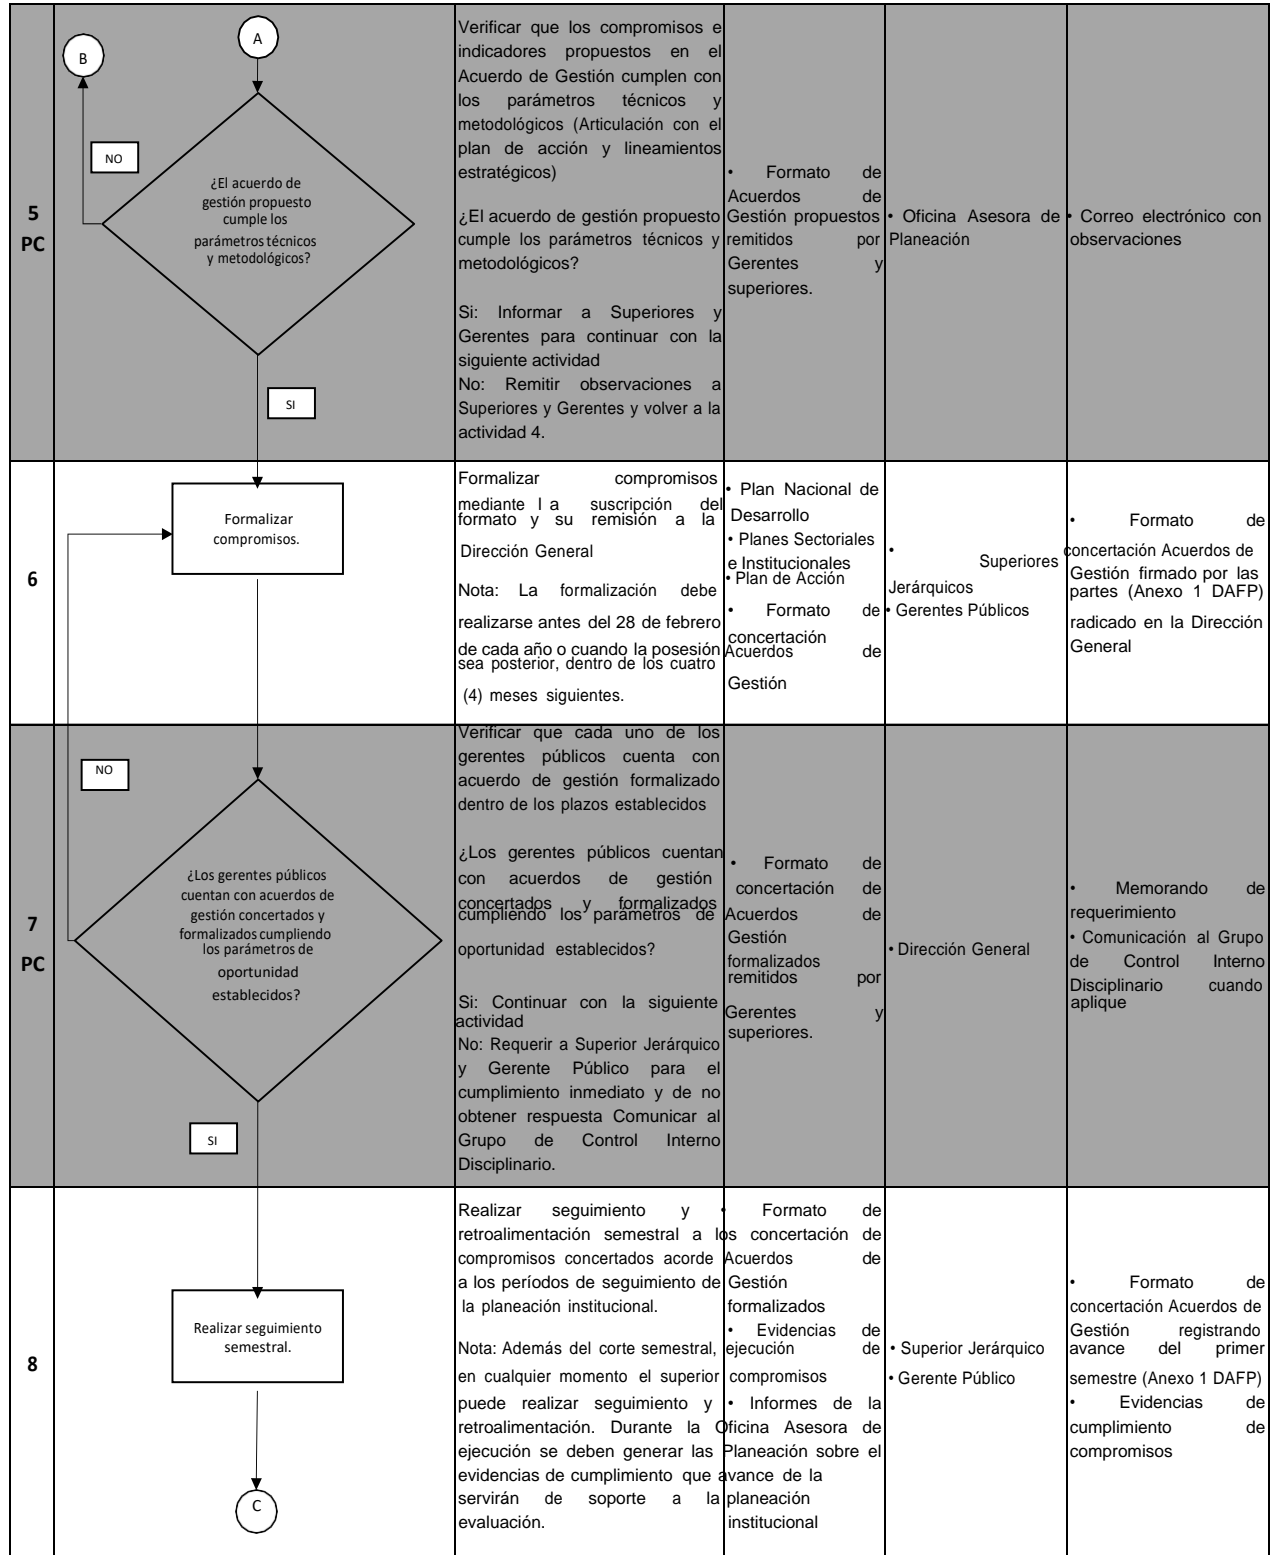 5
PC
B
A
NO
¿El acuerdo de
gestión propuesto
cumple los
parámetros técnicos
y metodológicos?
SI
Verificar que los compromisos e
indicadores propuestos en el
Acuerdo de Gestión cumplen con
los parámetros técnicos y
metodológicos (Articulación con el
plan de acción y lineamientos
estratégicos)
¿El acuerdo de gestión propuesto
cumple los parámetros técnicos y
metodológicos?
Si: Informar a Superiores y
Gerentes para continuar con la
siguiente actividad
No: Remitir observaciones a
Superiores y Gerentes y volver a la
actividad 4.
• Formato de
Acuerdos de
Gestión propuestos
remitidos por
Gerentes y
superiores.
• Oficina Asesora de
Planeación
• Correo electrónico con
observaciones
6
Formalizar
compromisos.
Formalizar compromisos
mediante l a suscripción del
formato y su remisión a la
Dirección General
Nota: La formalización debe
realizarse antes del 28 de febrero
de cada año o cuando la posesión
sea posterior, dentro de los cuatro
(4) meses siguientes.
• Plan Nacional de
Desarrollo
• Planes Sectoriales
e Institucionales
• Plan de Acción
• Formato de
concertación
Acuerdos de
Gestión
• Superiores
Jerárquicos
• Gerentes Públicos
• Formato de
concertación Acuerdos de
Gestión firmado por las
partes (Anexo 1 DAFP)
radicado en la Dirección
General
7
PC
NO
¿Los gerentes públicos
cuentan con acuerdos de
gestión concertados y
formalizados cumpliendo
los parámetros de
oportunidad
establecidos?
SI
Verificar que cada uno de los
gerentes públicos cuenta con
acuerdo de gestión formalizado
dentro de los plazos establecidos
¿Los gerentes públicos cuentan
con acuerdos de gestión
concertados y formalizados
cumpliendo los parámetros de
oportunidad establecidos?
Si: Continuar con la siguiente
actividad
No: Requerir a Superior Jerárquico
y Gerente Público para el
cumplimiento inmediato y de no
obtener respuesta Comunicar al
Grupo de Control Interno
Disciplinario.
• Formato de
concertación de
Acuerdos de
Gestión
formalizados
remitidos por
Gerentes y
superiores.
• Dirección General
• Memorando de
requerimiento
• Comunicación al Grupo
de Control Interno
Disciplinario cuando
aplique
8
Realizar seguimiento
semestral.
C
Realizar seguimiento y
retroalimentación semestral a los
compromisos concertados acorde
a los períodos de seguimiento de
la planeación institucional.
Nota: Además del corte semestral,
en cualquier momento el superior
puede realizar seguimiento y
retroalimentación. Durante la
ejecución se deben generar las
evidencias de cumplimiento que
servirán de soporte a la
evaluación.
• Formato de
concertación de
Acuerdos de
Gestión
formalizados
• Evidencias de
ejecución de
compromisos
• Informes de la
Oficina Asesora de
Planeación sobre el
avance de la
planeación
institucional
• Superior Jerárquico
• Gerente Público
• Formato de
concertación Acuerdos de
Gestión registrando
avance del primer
semestre (Anexo 1 DAFP)
• Evidencias de
cumplimiento de
compromisos